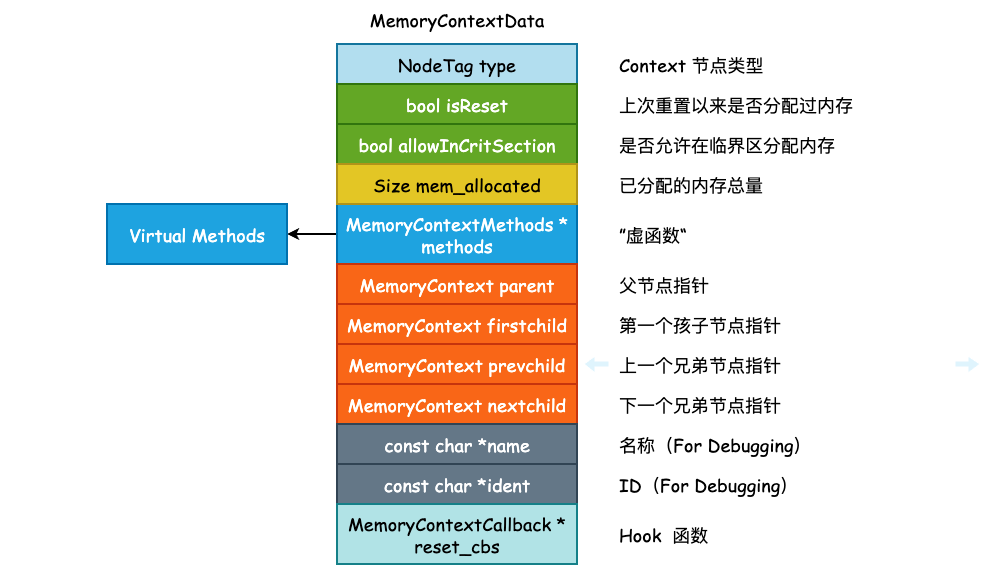 MemoryContextData
NodeTag type
Context 节点类型
bool isReset
上次重置以来是否分配过内存
bool allowInCritSection
是否允许在临界区分配内存
Size mem_allocated
已分配的内存总量
Virtual Methods
MemoryContextMethods *
methods
”虚函数“
MemoryContext parent
父节点指针
MemoryContext firstchild
第一个孩子节点指针
MemoryContext prevchild
上一个兄弟节点指针
MemoryContext nextchild
下一个兄弟节点指针
const char *name
名称（For Debugging）
const char *ident
ID（For Debugging）
MemoryContextCallback *
reset_cbs
Hook 函数